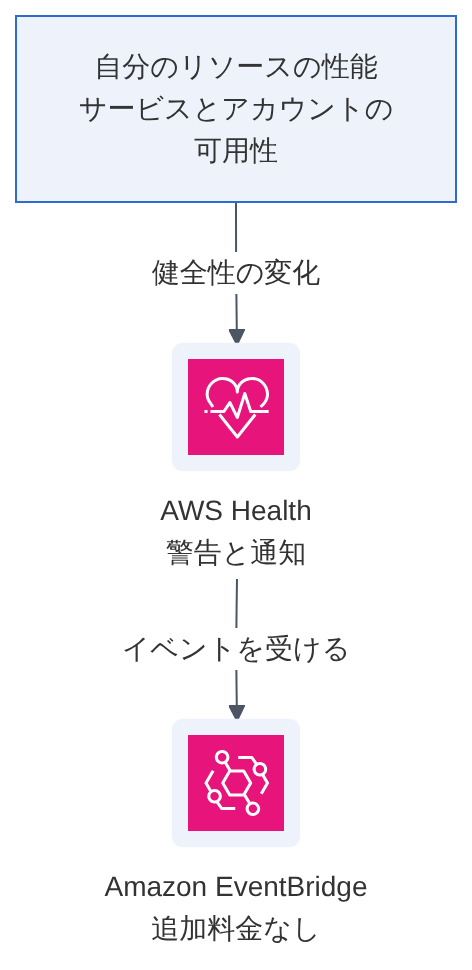 自分のリソースの性能
サービスとアカウントの
可用性
健全性の変化
AWS Health
警告と通知
イベントを受ける
Amazon EventBridge
追加料金なし